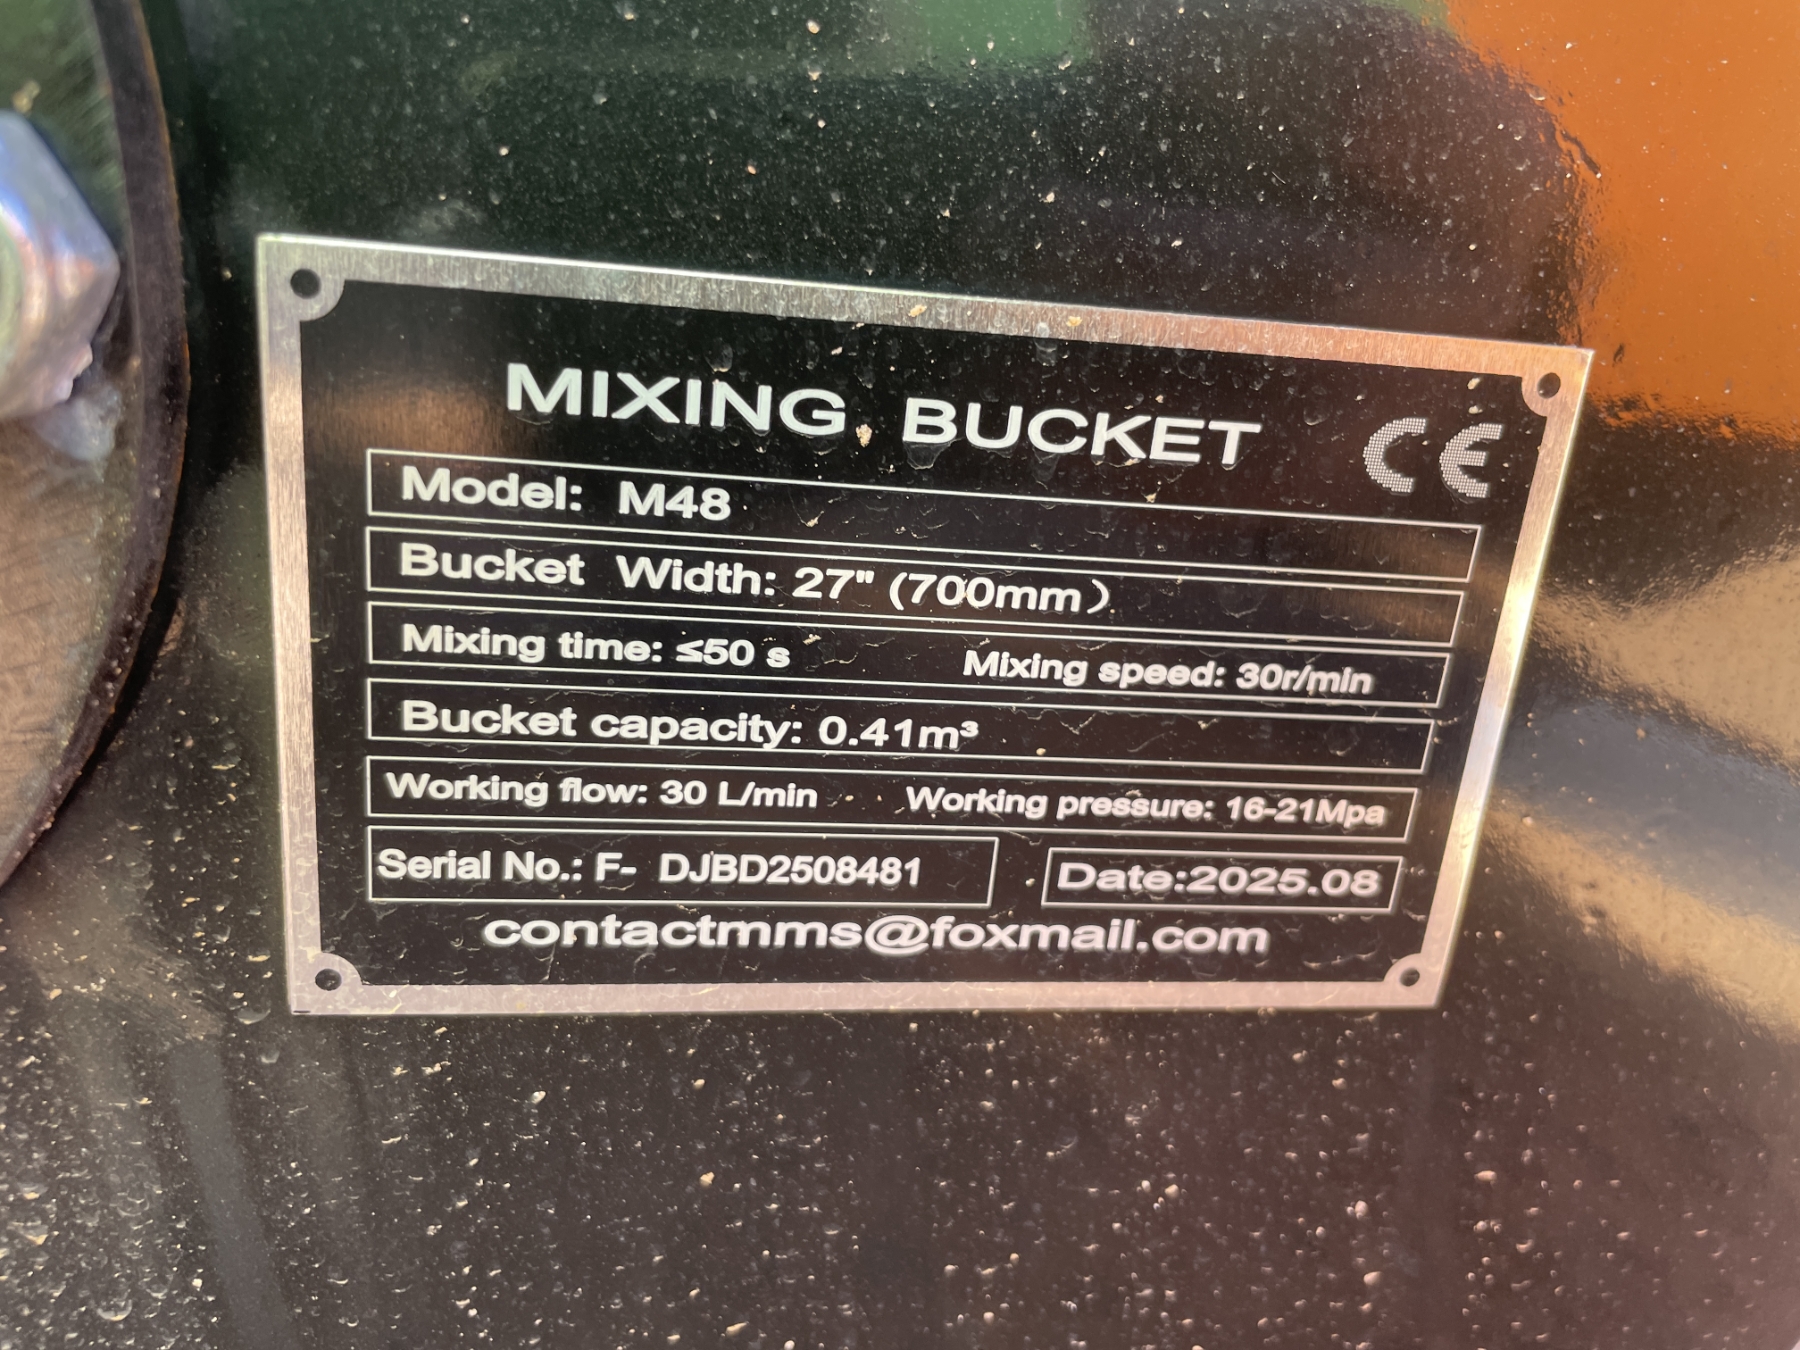 MIXING BUCKET
CE
Model: M48
Bucket Width: 27" (700mm)
Mixing time: ≤50 s Mixing speed: 30r/min
Bucket capacity: 0.41m³
Working flow: 30 L/min Working pressure: 16-21Mpa
Serial No.: F- DJBD2508481 Date:2025.08
contactmms@foxmail.com